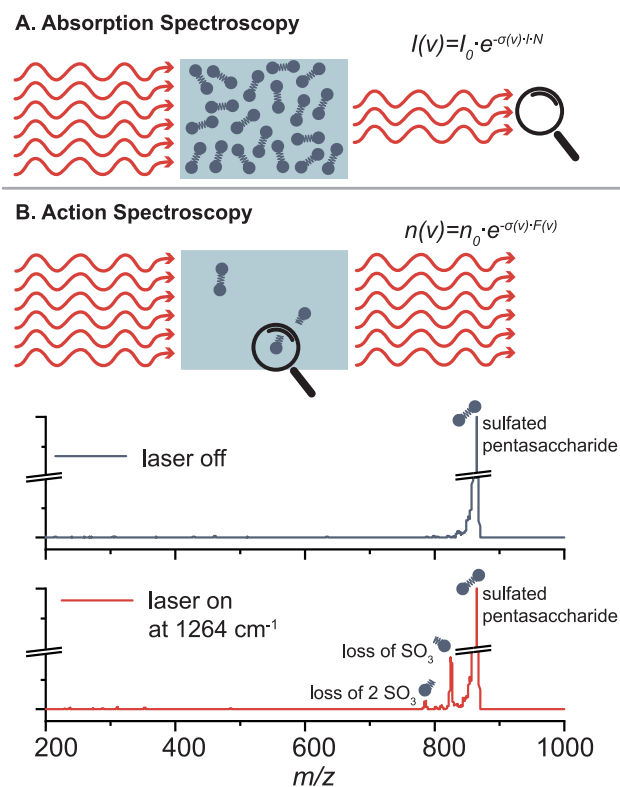 A. Absorption Spectroscopy
I(ν)=I₀·e^-σ(ν)·l·N
B. Action Spectroscopy
n(ν)=n₀·e^-σ(ν)·F(ν)
sulfated
pentasaccharide
laser off
laser on
at 1264 cm⁻¹
sulfated
pentasaccharide
loss of SO₃
loss of 2 SO₃
200 400 600 800 1000
m/z